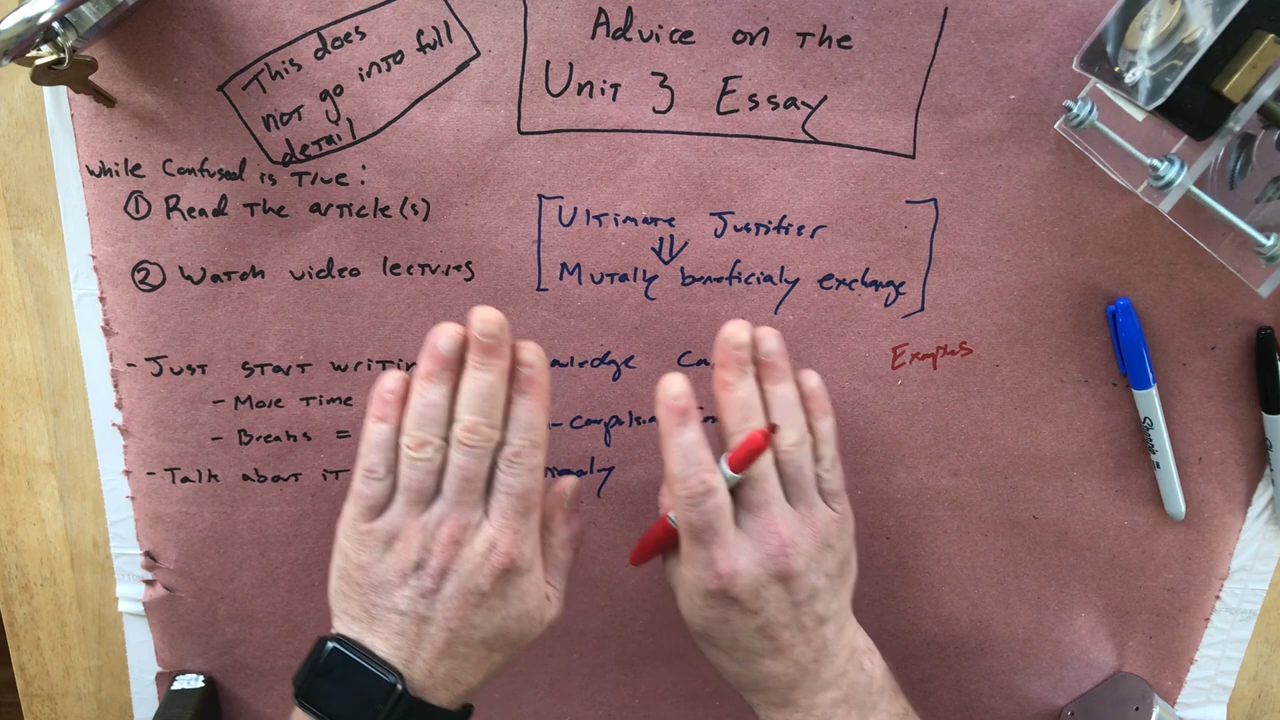 This does
not go into full
detail
Advice on the
Unit 3 Essay
While Confused is True:
① Read the article(s)
② Watch video lectures
Ultimate Justifier
⇓
Mutally beneficialy exchange
- Just start writin
- More Time
- Breaks =
- Talk about it
Examples
Sharpie